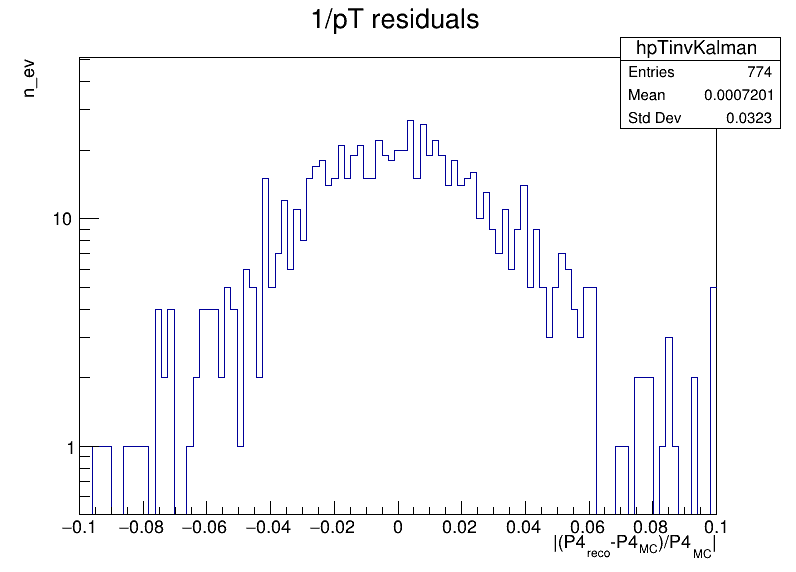 1/pT residuals
hpTinvKalman
Entries 774
Mean 0.0007201
Std Dev 0.0323
n_ev
10
1
−0.1 −0.08 −0.06 −0.04 −0.02 0 0.02 0.04 0.06 0.08 0.1
|(P4reco-P4MC)/P4MC|